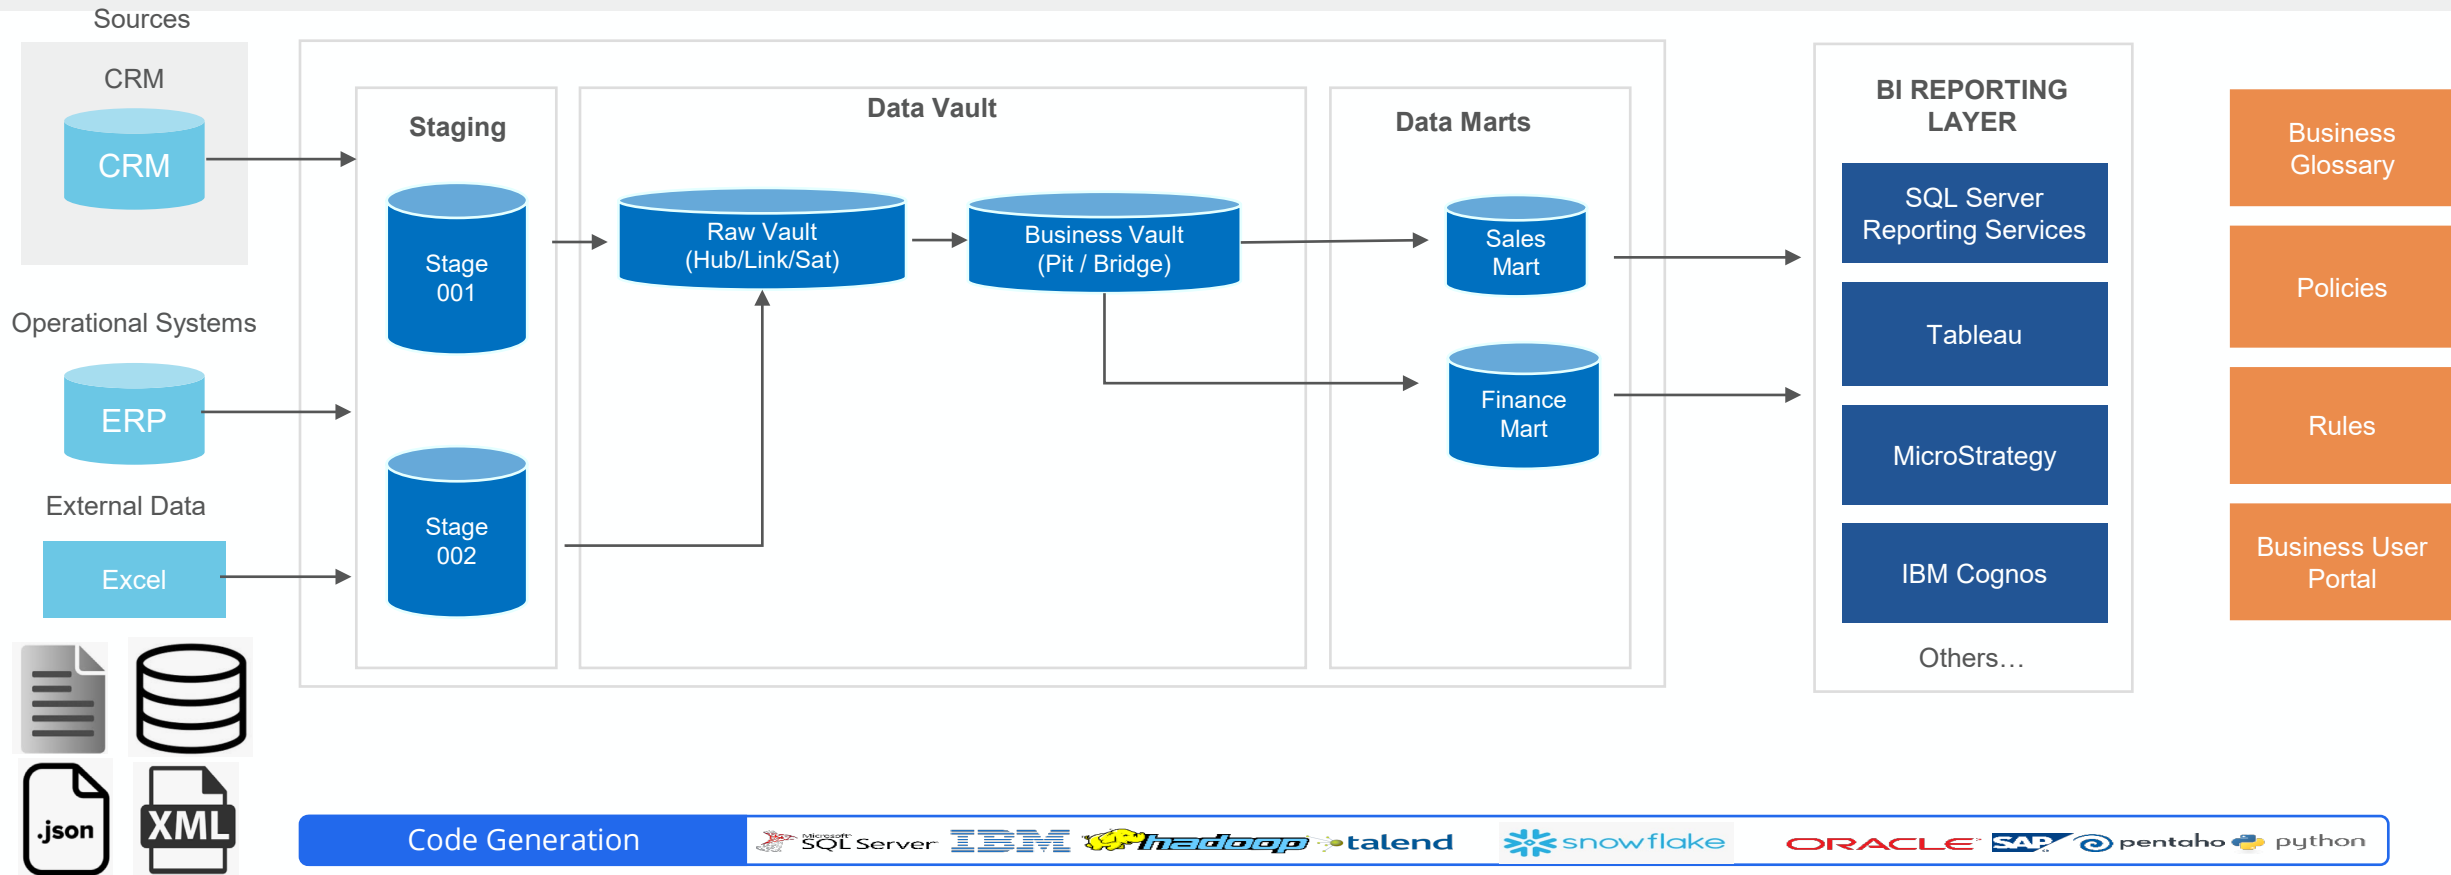 Sources
CRM
CRM
Operational Systems
ERP
External Data
Excel
.json
XML
Staging
Stage
001
Stage
002
Data Vault
Raw Vault
(Hub/Link/Sat)
Business Vault
(Pit / Bridge)
Data Marts
Sales
Mart
Finance
Mart
BI REPORTING
LAYER
SQL Server
Reporting Services
Tableau
MicroStrategy
IBM Cognos
Others…
Business
Glossary
Policies
Rules
Business User
Portal
Code Generation
Microsoft
SQL Server
IBM
hadoop
talend
snowflake
ORACLE
SAP
pentaho
python